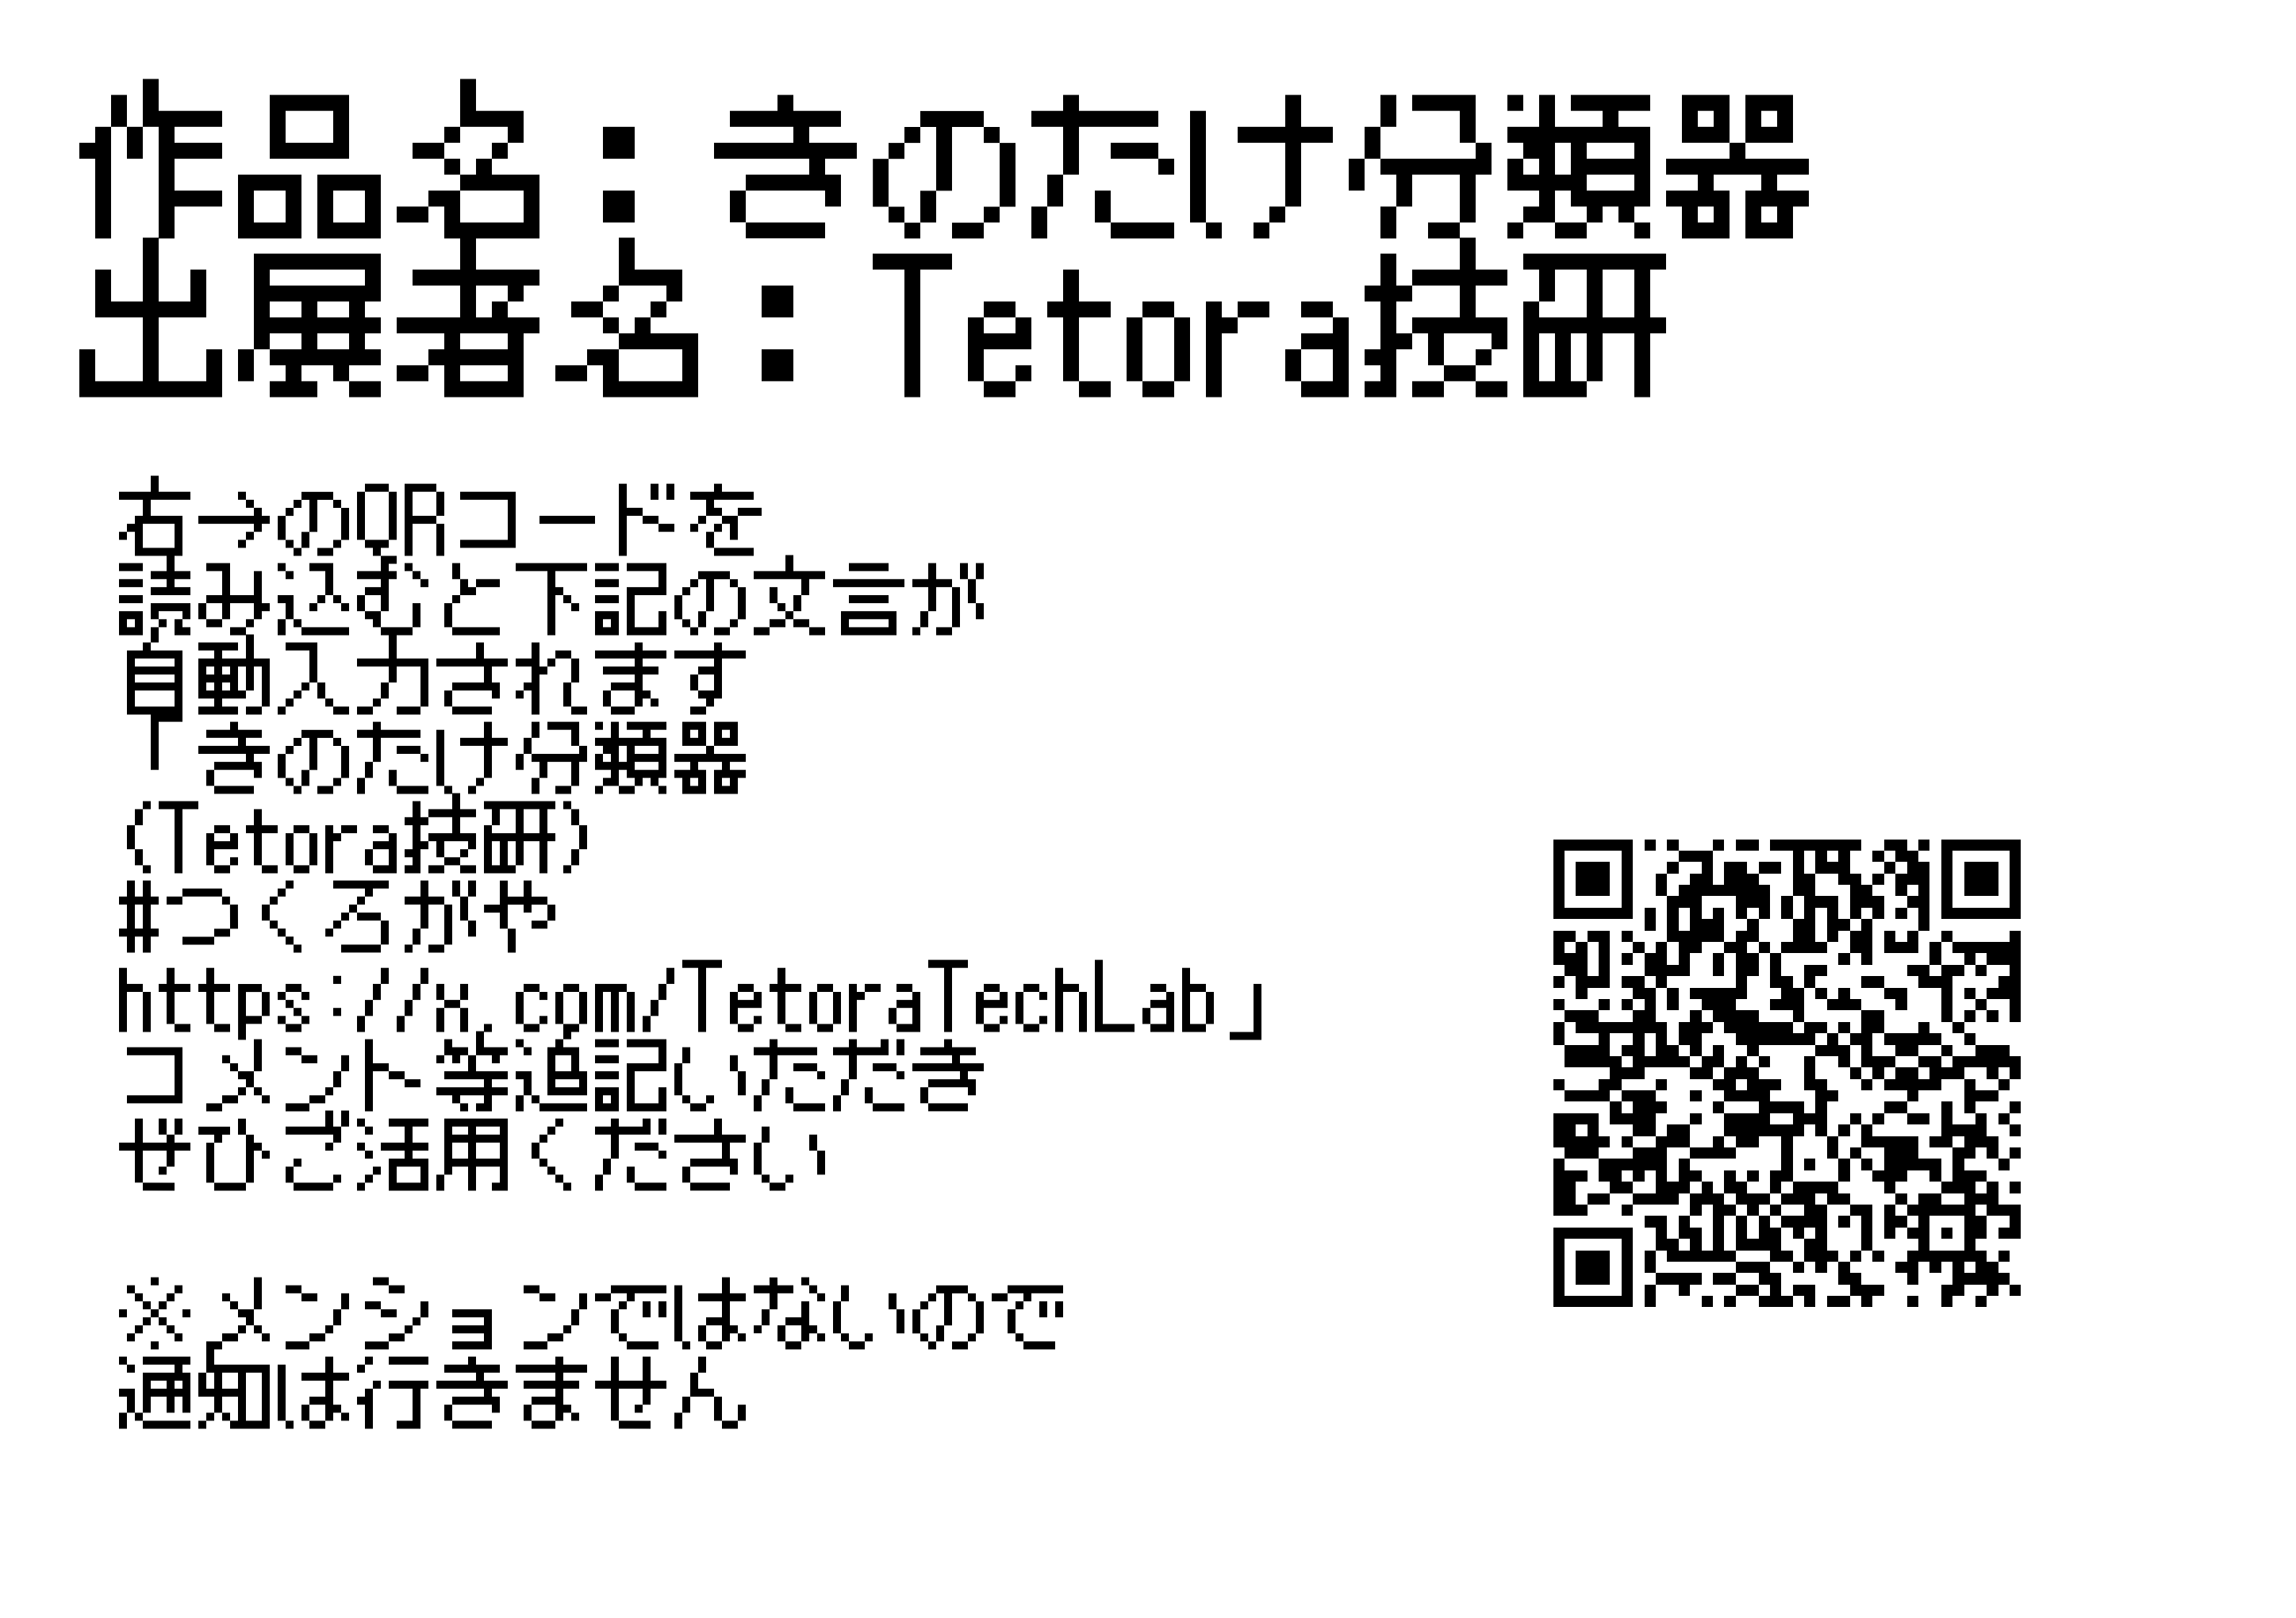 作品名：きのたけ分類器
出展者名：Tetora技研
右→のQRコードを
読み込むと下記の文言が
自動入力されます
「きのたけ分類器
(Tetora技研)
#つくろがや
https://x.com/TetoraTechLab」
コメント等追記しいただき
ぜひご活用ください
※メンションではないので
通知は行きません